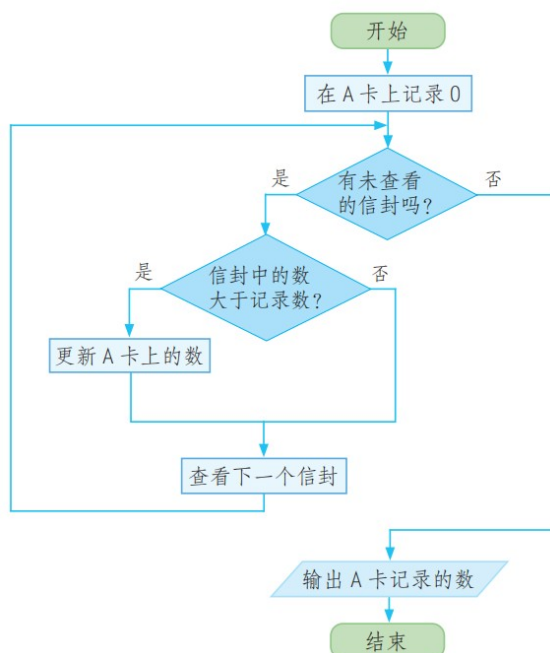 开始
在A卡上记录0
有未查看
的信封吗？
是
否
信封中的数
大于记录数？
是
否
更新A卡上的数
查看下一个信封
输出A卡记录的数
结束